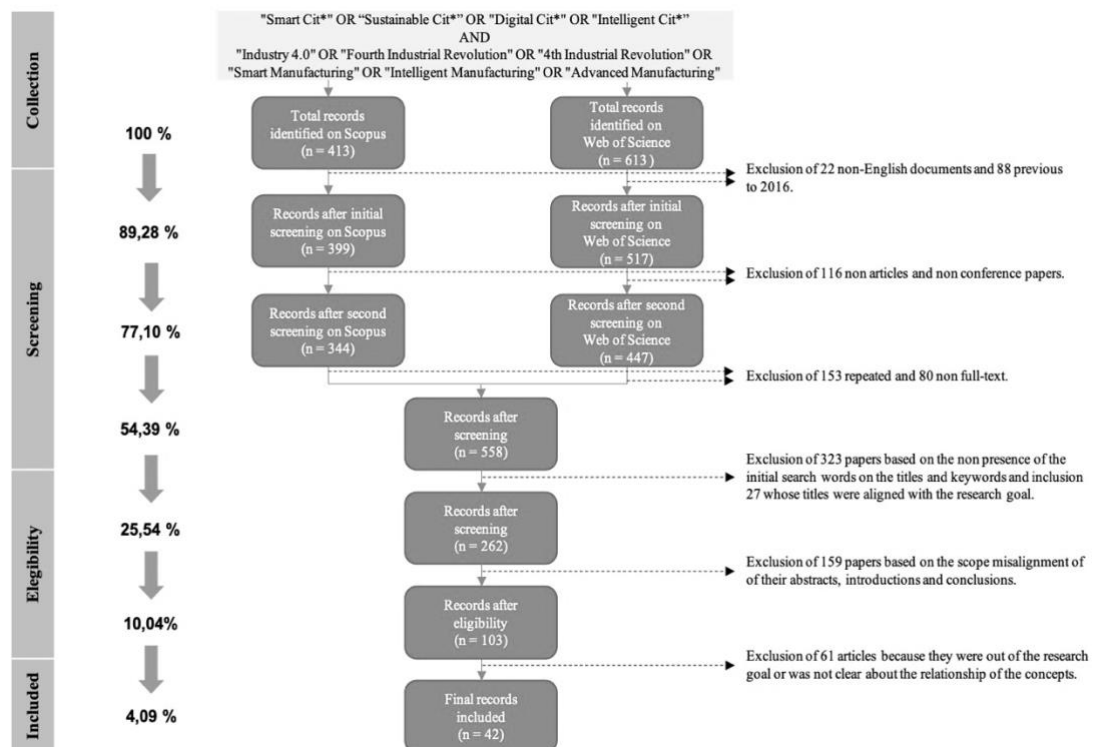 "Smart Cit*" OR “Sustainable Cit*” OR "Digital Cit*" OR "Intelligent Cit*”
AND
"Industry 4.0" OR "Fourth Industrial Revolution" OR "4th Industrial Revolution" OR
"Smart Manufacturing" OR "Intelligent Manufacturing" OR "Advanced Manufacturing"
Collection
100 %
Total records
identified on Scopus
(n = 413)
Total records
identified on
Web of Science
(n = 613)
Exclusion of 22 non-English documents and 88 previous
to 2016.
Screening
89,28 %
Records after initial
screening on Scopus
(n = 399)
Records after initial
screening on
Web of Science
(n = 517)
Exclusion of 116 non articles and non conference papers.
77,10 %
Records after second
screening on Scopus
(n = 344)
Records after second
screening on
Web of Science
(n = 447)
Exclusion of 153 repeated and 80 non full-text.
54,39 %
Records after
screening
(n = 558)
Exclusion of 323 papers based on the non presence of the
initial search words on the titles and keywords and inclusion
27 whose titles were aligned with the research goal.
Elegibility
25,54 %
Records after
screening
(n = 262)
Exclusion of 159 papers based on the scope misalignment of
of their abstracts, introductions and conclusions.
10,04%
Records after
eligibility
(n = 103)
Exclusion of 61 articles because they were out of the research
goal or was not clear about the relationship of the concepts.
Included
4,09 %
Final records
included
(n = 42)